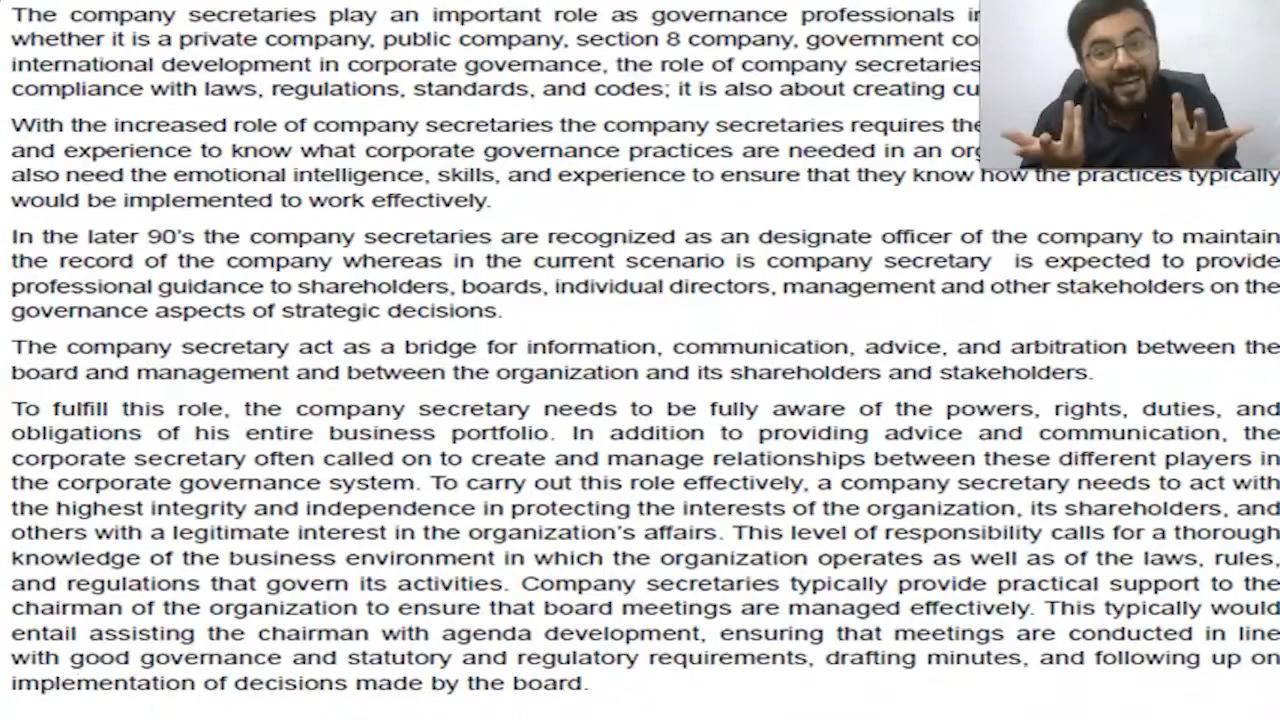 The company secretaries play an important role as governance professionals
whether it is a private company, public company, section 8 company, government
international development in corporate governance, the role of company secretaries
compliance with laws, regulations, standards, and codes; it is also about creating
With the increased role of company secretaries the company secretaries requires the
and experience to know what corporate governance practices are needed in an
also need the emotional intelligence, skills, and experience to ensure that they know how the practices typically
would be implemented to work effectively.
In the later 90's the company secretaries are recognized as an designate officer of the company to maintain
the record of the company whereas in the current scenario is company secretary is expected to provide
professional guidance to shareholders, boards, individual directors, management and other stakeholders on the
governance aspects of strategic decisions.
The company secretary act as a bridge for information, communication, advice, and arbitration between the
board and management and between the organization and its shareholders and stakeholders.
To fulfill this role, the company secretary needs to be fully aware of the powers, rights, duties, and
obligations of his entire business portfolio. In addition to providing advice and communication, the
corporate secretary often called on to create and manage relationships between these different players in
the corporate governance system. To carry out this role effectively, a company secretary needs to act with
the highest integrity and independence in protecting the interests of the organization, its shareholders, and
others with a legitimate interest in the organization's affairs. This level of responsibility calls for a thorough
knowledge of the business environment in which the organization operates as well as of the laws, rules,
and regulations that govern its activities. Company secretaries typically provide practical support to the
chairman of the organization to ensure that board meetings are managed effectively. This typically would
entail assisting the chairman with agenda development, ensuring that meetings are conducted in line
with good governance and statutory and regulatory requirements, drafting minutes, and following up on
implementation of decisions made by the board.